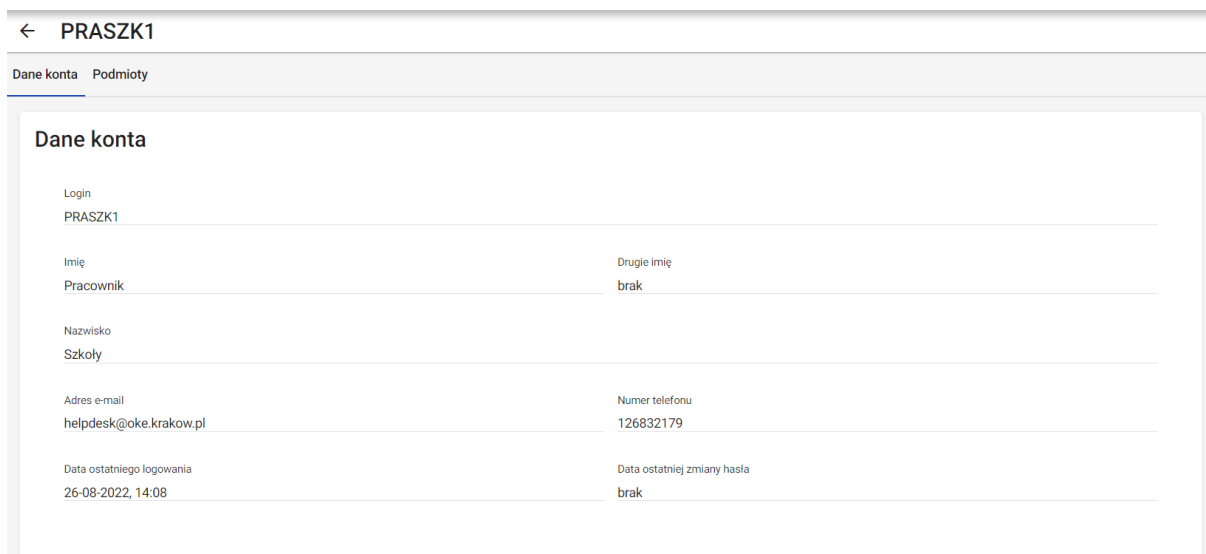 ← PRASZK1
Dane konta Podmioty
Dane konta
Login
PRASZK1
Imię Drugie imię
Pracownik brak
Nazwisko
Szkoły
Adres e-mail Numer telefonu
helpdesk@oke.krakow.pl 126832179
Data ostatniego logowania Data ostatniej zmiany hasła
26-08-2022, 14:08 brak